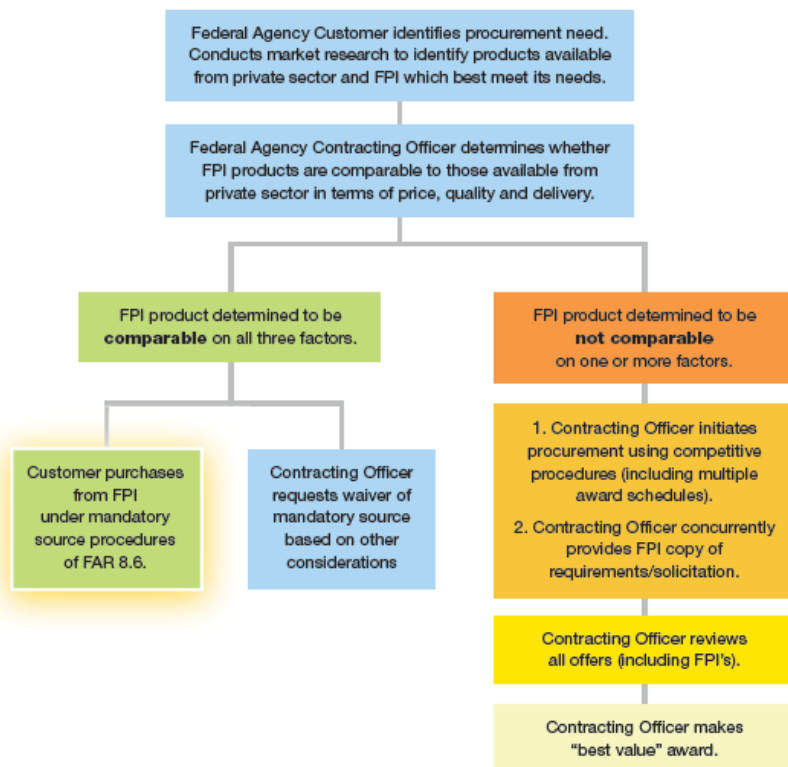 Federal Agency Customer identifies procurement need.
Conducts market research to identify products available
from private sector and FPI which best meet its needs.
Federal Agency Contracting Officer determines whether
FPI products are comparable to those available from
private sector in terms of price, quality and delivery.
FPI product determined to be
comparable on all three factors.
FPI product determined to be
not comparable
on one or more factors.
Customer purchases
from FPI
under mandatory
source procedures
of FAR 8.6.
Contracting Officer
requests waiver of
mandatory source
based on other
considerations
1. Contracting Officer initiates
procurement using competitive
procedures (including multiple
award schedules).
2. Contracting Officer concurrently
provides FPI copy of
requirements/solicitation.
Contracting Officer reviews
all offers (including FPI's).
Contracting Officer makes
"best value" award.